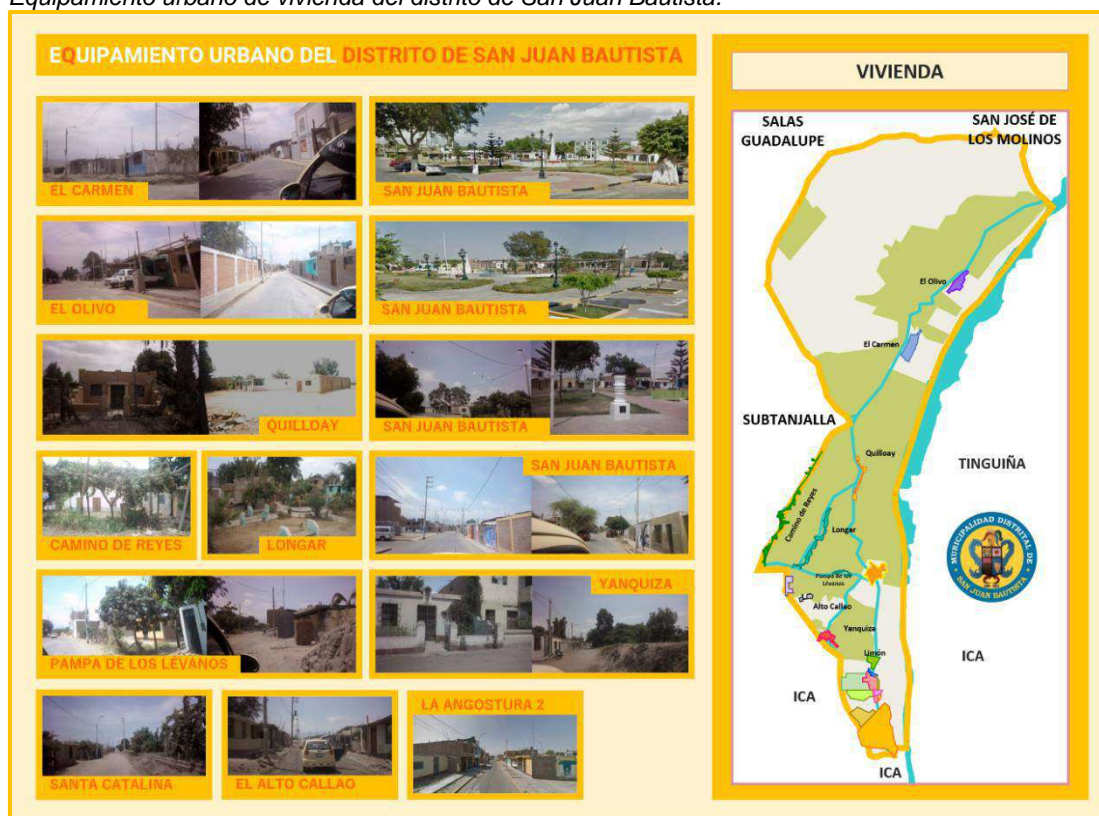 Equipamiento urbano de vivienda del distrito de San Juan Bautista.
EQUIPAMIENTO URBANO DEL DISTRITO DE SAN JUAN BAUTISTA
EL CARMEN
SAN JUAN BAUTISTA
EL OLIVO
SAN JUAN BAUTISTA
QUILLOAY
SAN JUAN BAUTISTA
CAMINO DE REYES
LONGAR
SAN JUAN BAUTISTA
PAMPA DE LOS LÉVANOS
YANQUIZA
SANTA CATALINA
EL ALTO CALLAO
LA ANGOSTURA 2
VIVIENDA
SALAS
GUADALUPE
SAN JOSÉ DE
LOS MOLINOS
El Olivo
El Carmen
SUBTANJALLA
Quilloay
TINGUIÑA
Camino de Reyes
Longar
MUNICIPALIDAD DISTRITAL DE
SAN JUAN BAUTISTA
Pampa de los
Lévanos
Alto Callao
Yanquiza
Limón
ICA
ICA
ICA